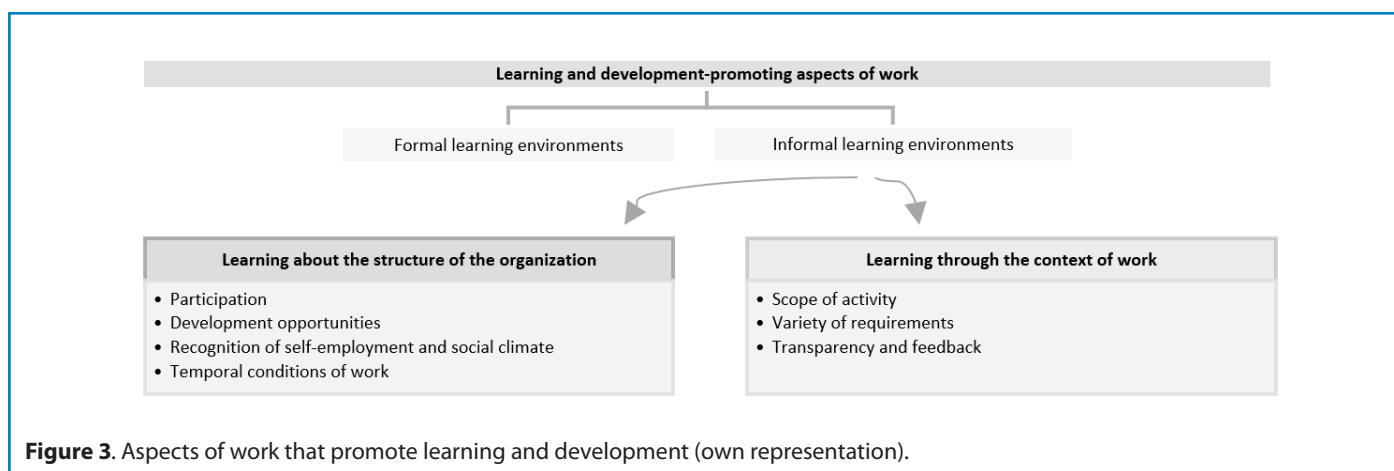 Learning and development-promoting aspects of work
Formal learning environments
Informal learning environments
Learning about the structure of the organization
• Participation
• Development opportunities
• Recognition of self-employment and social climate
• Temporal conditions of work
Learning through the context of work
• Scope of activity
• Variety of requirements
• Transparency and feedback
Figure 3. Aspects of work that promote learning and development (own representation).